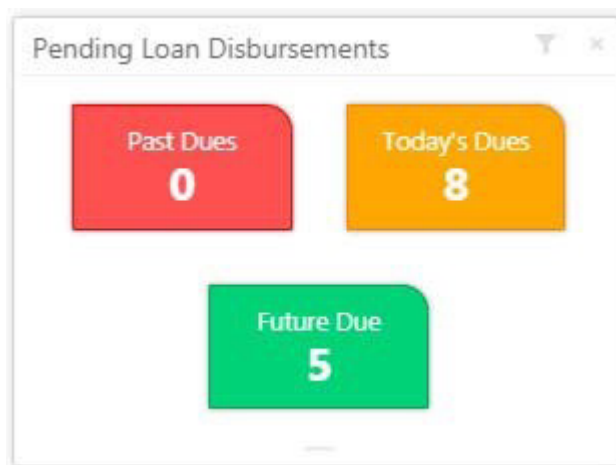 Pending Loan Disbursements
Past Dues
0
Today's Dues
8
Future Due
5